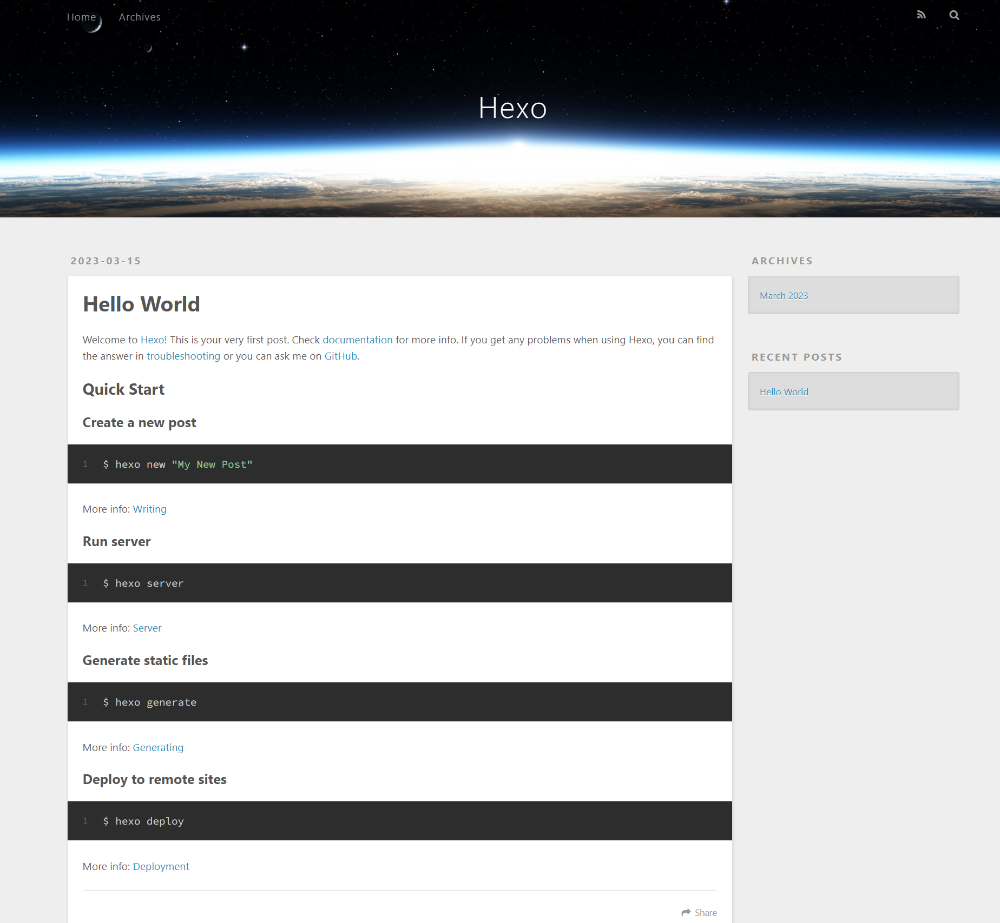 Home Archives
Hexo
2023-03-15
Hello World
Welcome to Hexo! This is your very first post. Check documentation for more info. If you get any problems when using Hexo, you can find
the answer in troubleshooting or you can ask me on GitHub.
Quick Start
Create a new post
1 $ hexo new "My New Post"
More info: Writing
Run server
1 $ hexo server
More info: Server
Generate static files
1 $ hexo generate
More info: Generating
Deploy to remote sites
1 $ hexo deploy
More info: Deployment
Share
ARCHIVES
March 2023
RECENT POSTS
Hello World